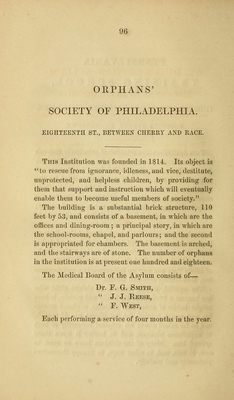 96
ORPHANS'
SOCIETY OF PHILADELPHIA.
EIGHTEENTH ST., BETWEEN CHERRY AND RACE.
This Institution was founded in 1814. Its object is
"to rescue from ignorance, idleness, and vice, destitute,
unprotected, and helpless children, by providing for
them that support and instruction which will eventually
enable them to become useful members of society."
The building is a substantial brick structure, 110
feet by 53, and consists of a basement, in which are the
offices and dining-room; a principal story, in which are
the school-rooms, chapel, and parlours; and the second
is appropriated for chambers. The basement is arched,
and the stairways are of stone. The number of orphans
in the institution is at present one hundred and eighteen.
The Medical Board of the Asylum consists of—
Dr. F. G. Smith,
" J. J. Reese,
" F. West,
Each performing a service of four months in the year.